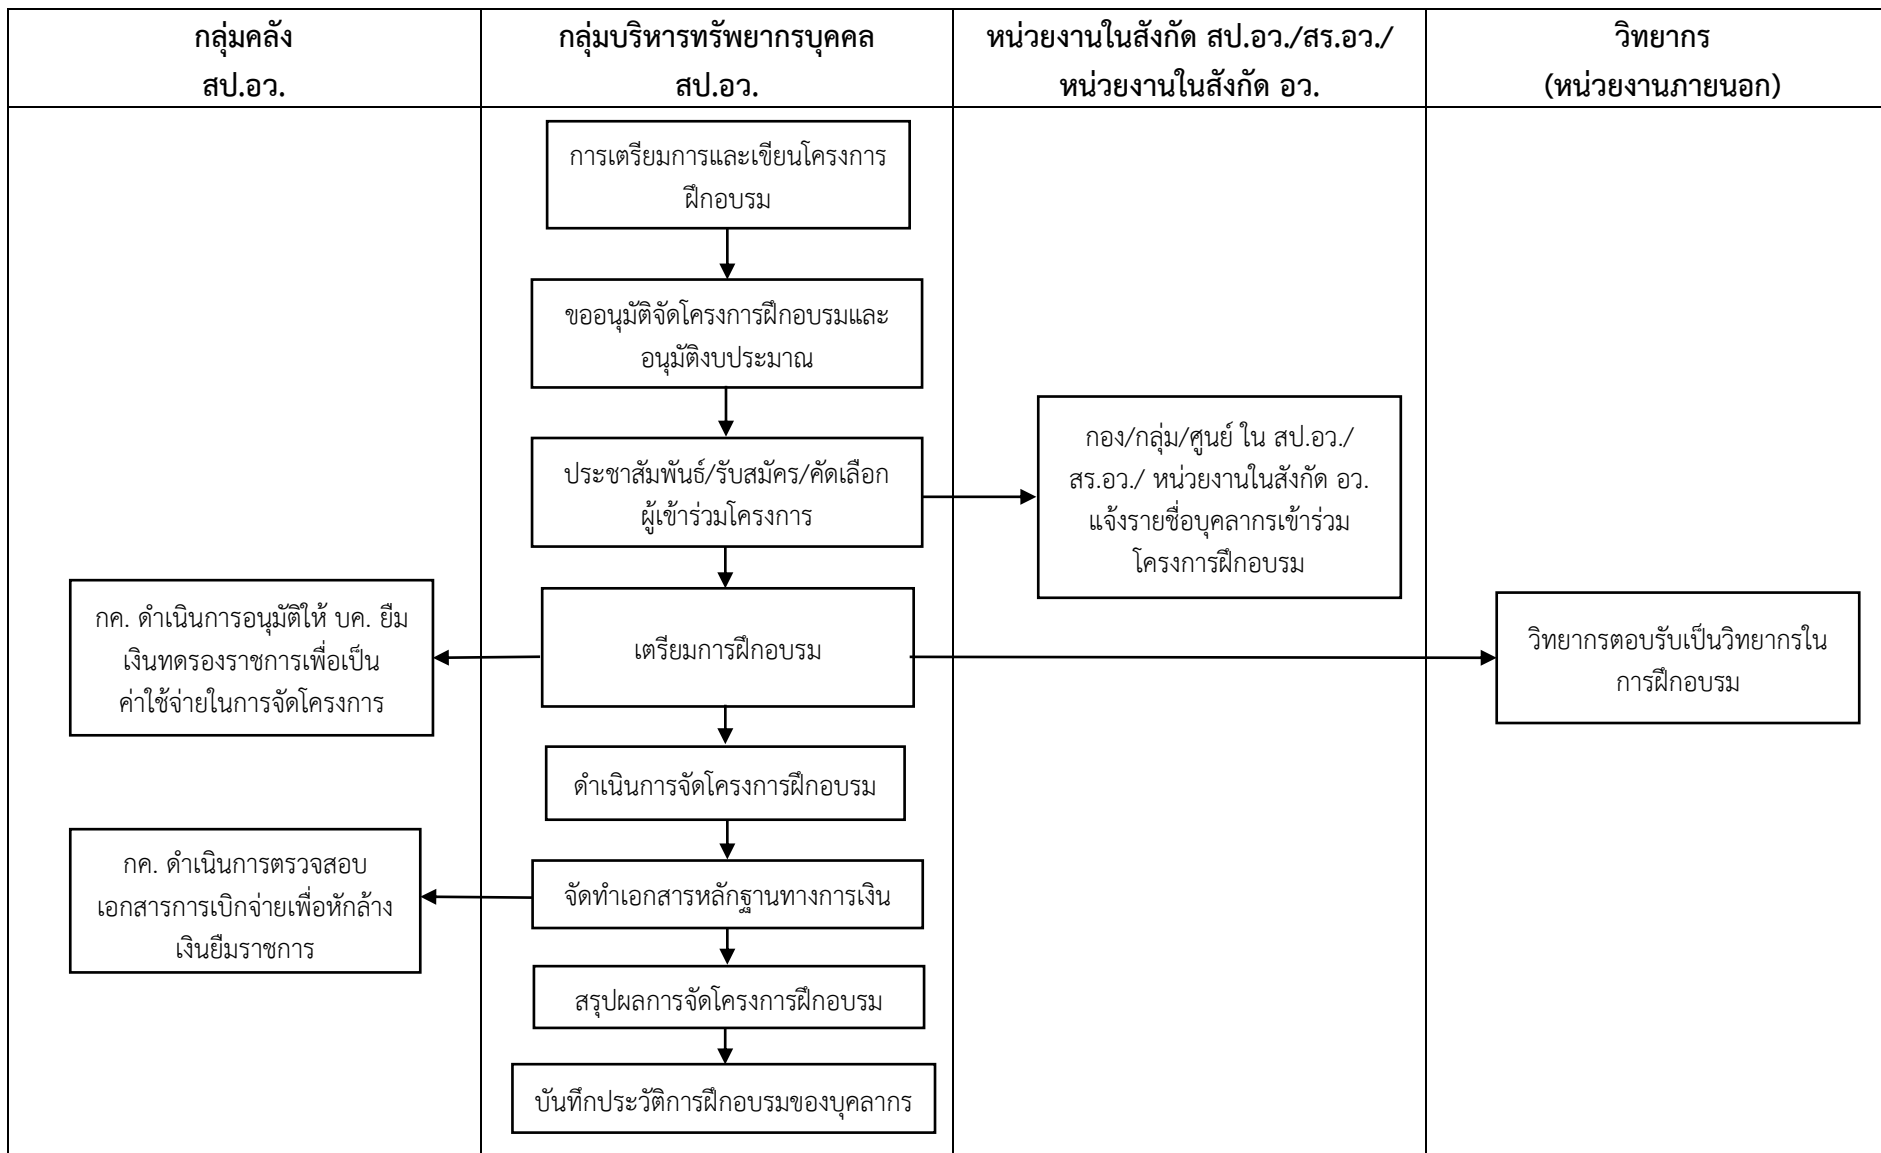 กลุ่มคลัง
สป.อว.
กลุ่มบริหารทรัพยากรบุคคล
สป.อว.
หน่วยงานในสังกัด สป.อว./สร.อว./
หน่วยงานในสังกัด อว.
วิทยากร
(หน่วยงานภายนอก)
การเตรียมการและเขียนโครงการ
ฝึกอบรม
ขออนุมัติจัดโครงการฝึกอบรมและ
อนุมัติงบประมาณ
ประชาสัมพันธ์/รับสมัคร/คัดเลือก
ผู้เข้าร่วมโครงการ
กอง/กลุ่ม/ศูนย์ ใน สป.อว./
สร.อว./ หน่วยงานในสังกัด อว.
แจ้งรายชื่อบุคลากรเข้าร่วม
โครงการฝึกอบรม
กค. ดำเนินการอนุมัติให้ บค. ยืม
เงินทดรองราชการเพื่อเป็น
ค่าใช้จ่ายในการจัดโครงการ
เตรียมการฝึกอบรม
วิทยากรตอบรับเป็นวิทยากรใน
การฝึกอบรม
ดำเนินการจัดโครงการฝึกอบรม
กค. ดำเนินการตรวจสอบ
เอกสารการเบิกจ่ายเพื่อหักล้าง
เงินยืมราชการ
จัดทำเอกสารหลักฐานทางการเงิน
สรุปผลการจัดโครงการฝึกอบรม
บันทึกประวัติการฝึกอบรมของบุคลากร